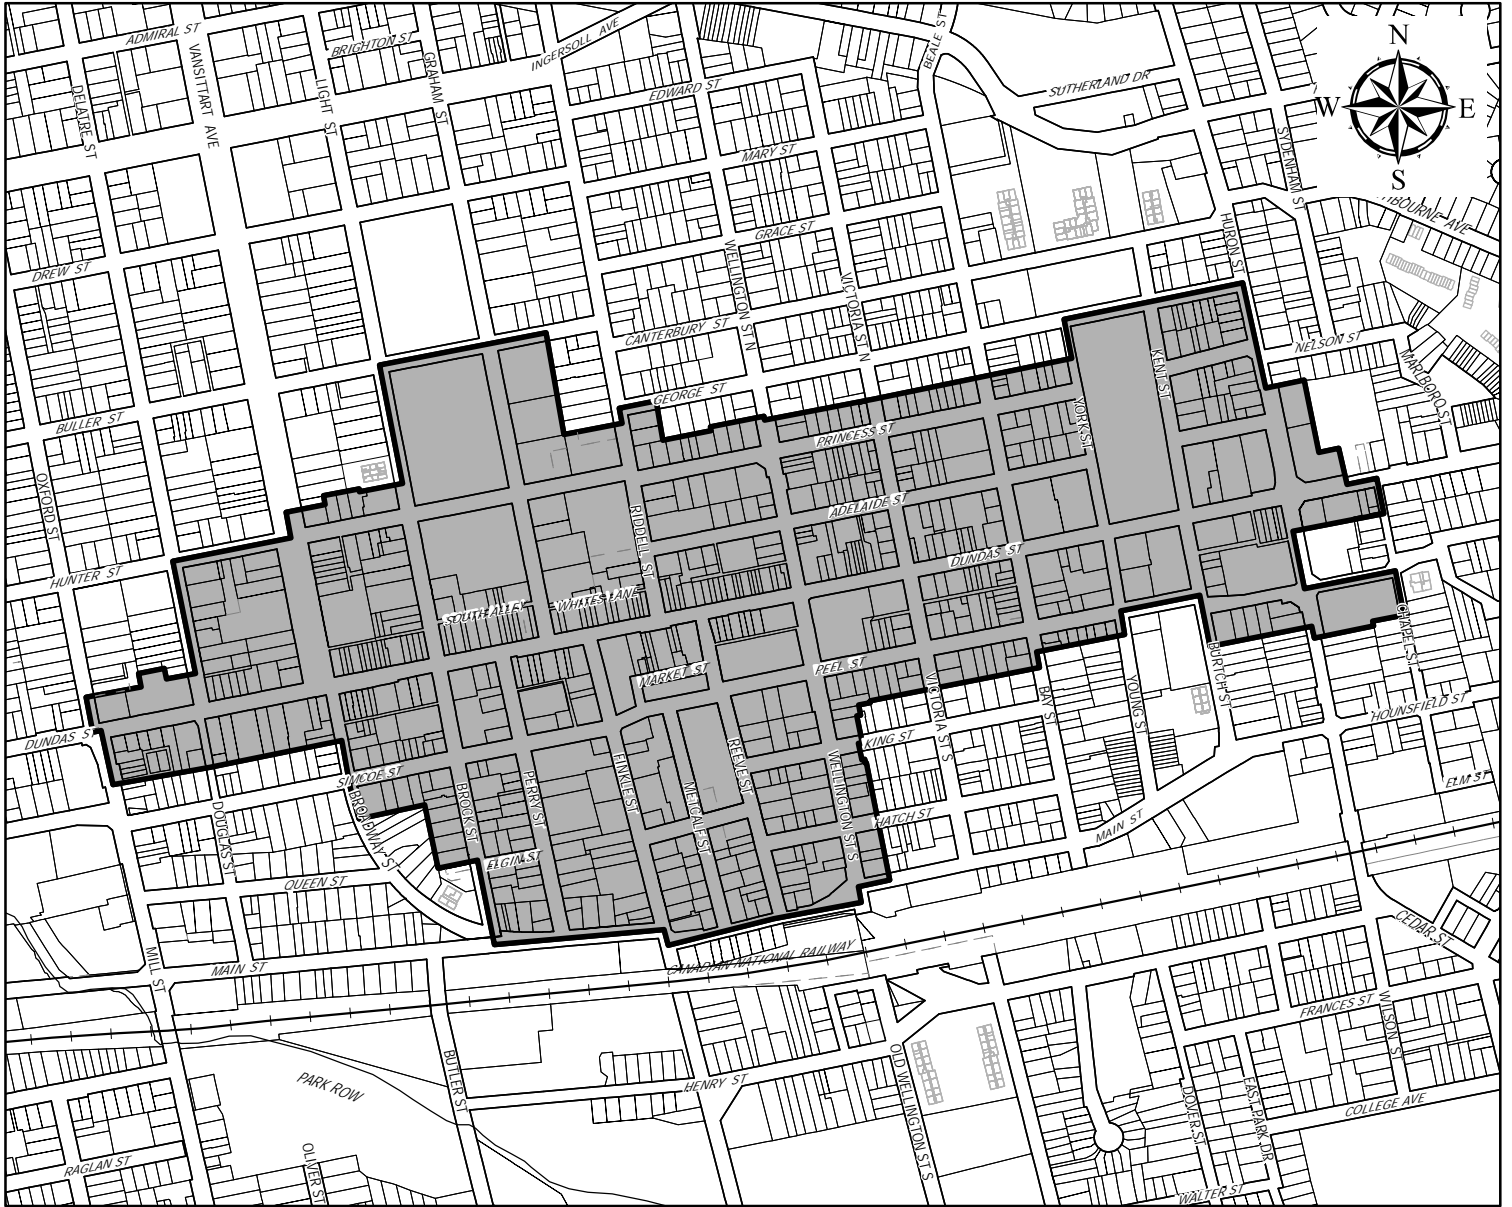 ADMIRAL ST
VANSITTART AVE
DELATRE ST
BRIGHTON ST
LIGHT ST
GRAHAM ST
INGERSOLL AVE
EDWARD ST
BEALE ST
SUTHERLAND DR
N
W
E
S
SYDENHAM ST
MARY ST
GRACE ST
HURON ST
DREW ST
WELLINGTON ST N
VICTORIA ST N
CANTERBURY ST
GEORGE ST
NELSON ST
MARLBORO ST
KENT ST
YORK ST
BULLER ST
PRINCESS ST
OXFORD ST
ADELAIDE ST
RIDDELL ST
HUNTER ST
DUNDAS ST
SOUTH ALLEY
WHITES LANE
CHAPEL ST
MARKET ST
PEEL ST
BURTCH ST
VICTORIA ST S
BAY ST
YOUNG ST
HOUNSFIELD ST
DUNDAS ST
KING ST
SIMCOE ST
BROADWAY ST
BROCK ST
PERRY ST
FINKLE ST
METCALF ST
REEVE ST
WELLINGTON ST S
HATCH ST
MAIN ST
ELM ST
DOUGLAS ST
ELGIN ST
QUEEN ST
MILL ST
MAIN ST
CANADIAN NATIONAL RAILWAY
CEDAR ST
FRANCES ST
WILSON ST
PARK ROW
BUTLER ST
HENRY ST
OLD WELLINGTON ST S
DOVER ST
EAST PARK DR
COLLEGE AVE
RAGLAN ST
OLIVER ST
WALTER ST